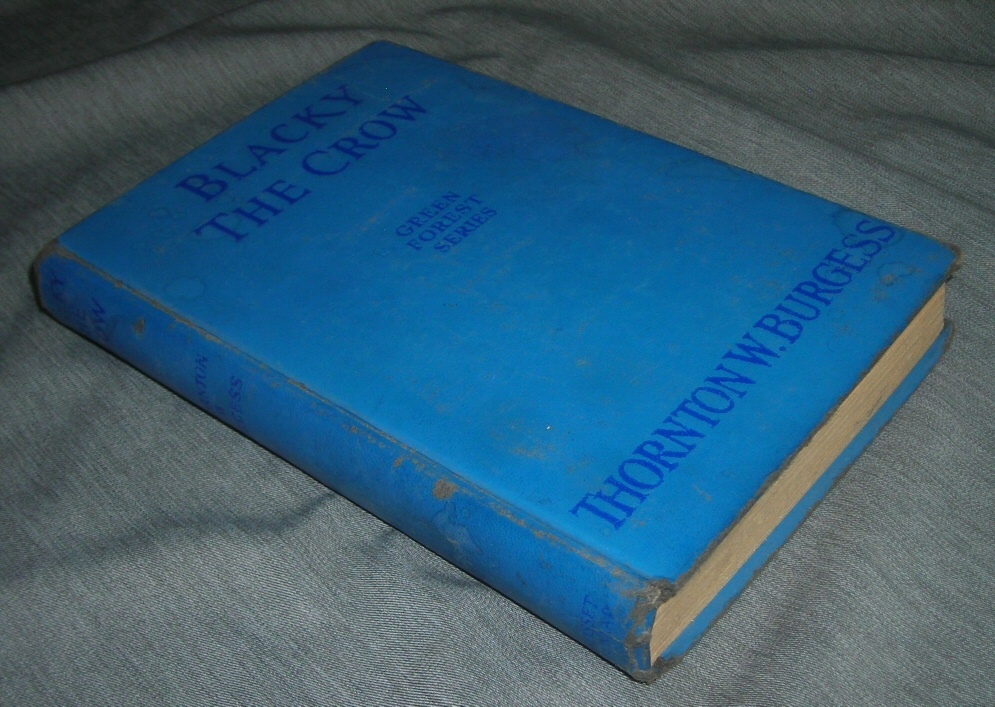 BLACKY
THE CROW
GREEN
FOREST
SERIES
THORNTON W. BURGESS